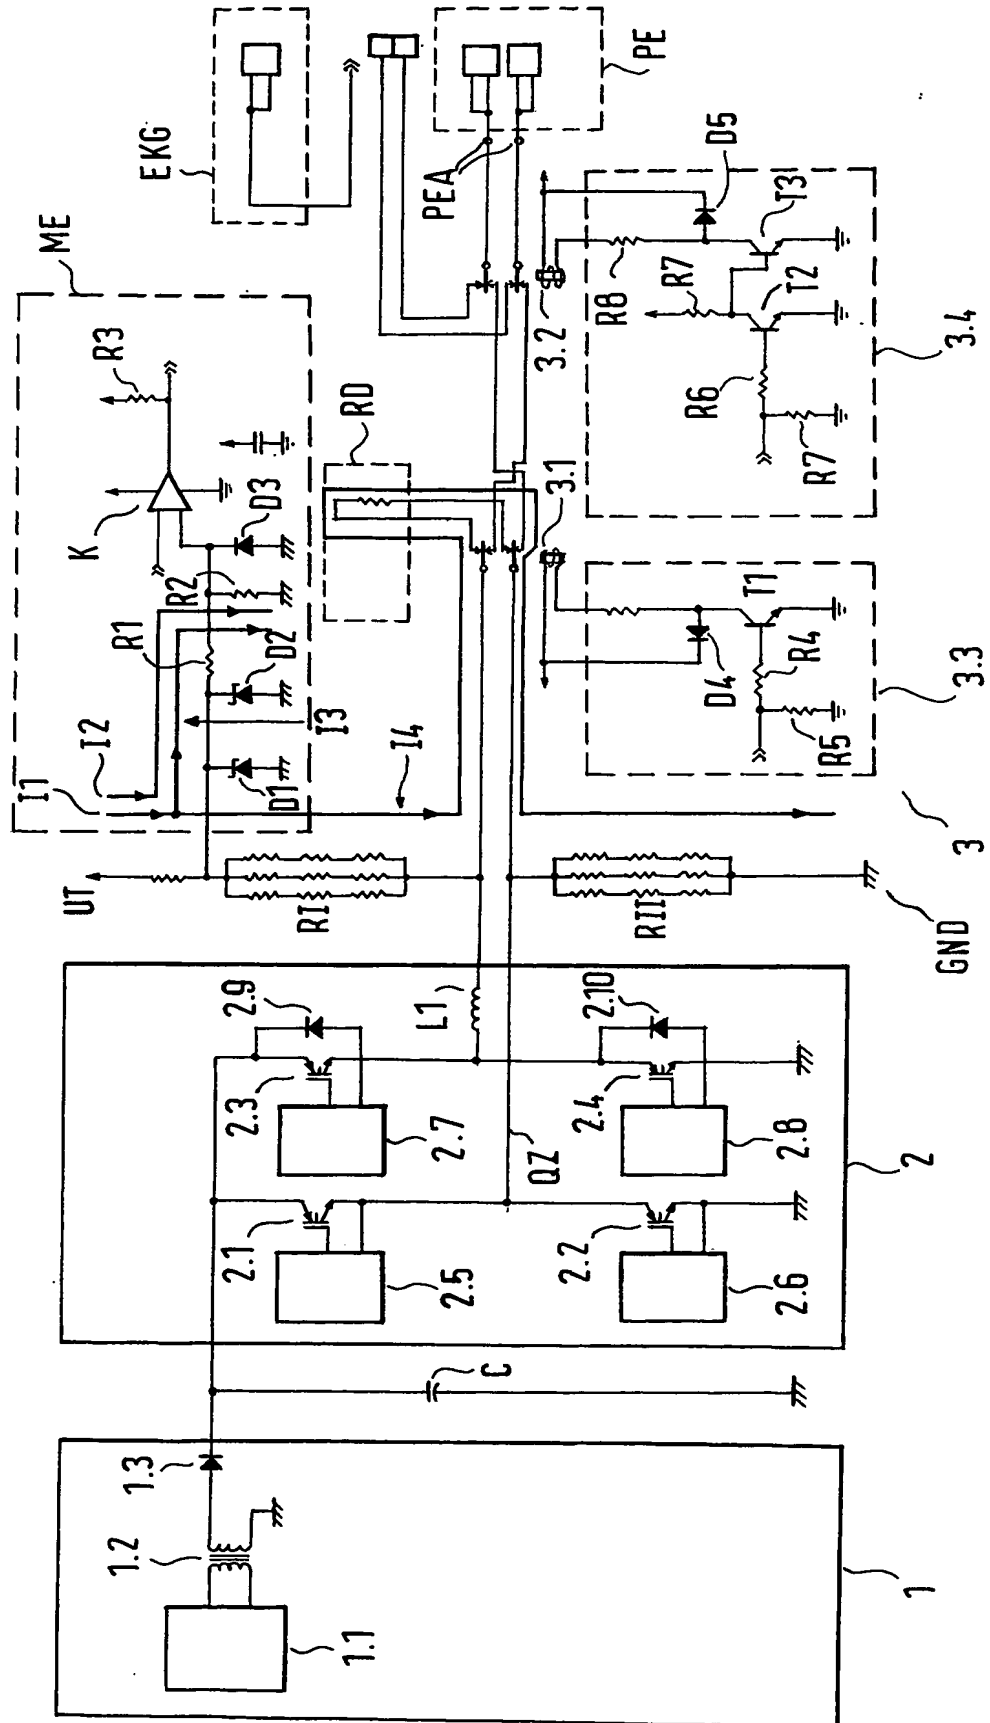 EKG
PE
PEA
ME
R3
K
D3
R2
R1
D2
I3
D1
I2
I1
I4
UT
RI
RII
GND
RD
3.1
3.2
D5
T3
R8
R7
T2
R6
R7
3.4
T1
D4
R4
R5
3.3
3
2.9
L1
2.10
2.3
2.7
2.4
2.8
QZ
2.1
2.5
2.2
2.6
2
C
1.3
1.2
1.1
1